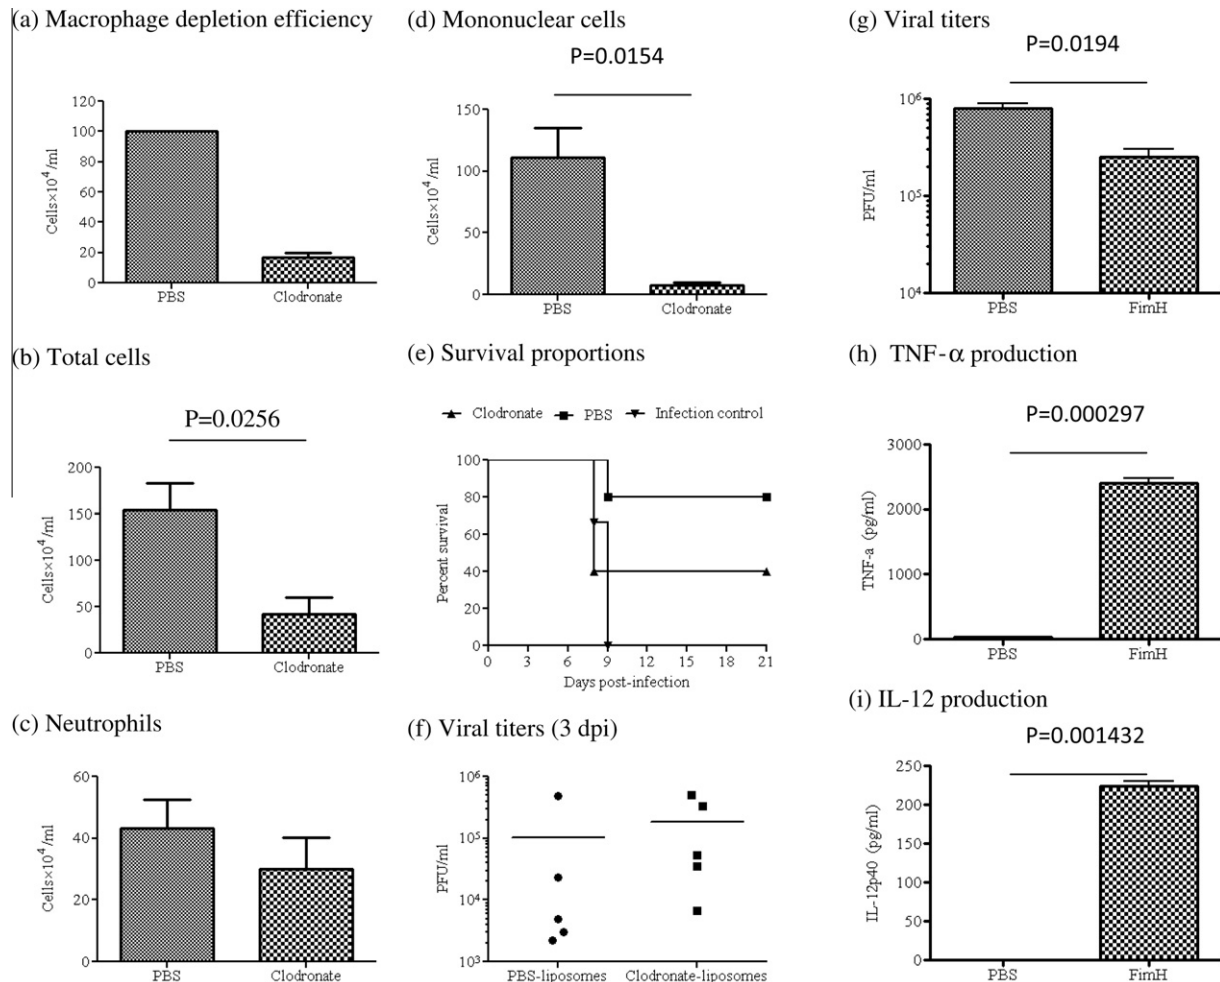 (a) Macrophage depletion efficiency
120
100
80
60
40
20
0
Cells×10⁴/ml
PBS Clodronate
(b) Total cells
P=0.0256
200
150
100
50
0
Cells×10⁴/ml
PBS Clodronate
(c) Neutrophils
60
40
20
0
Cells×10⁴/ml
PBS Clodronate
(d) Mononuclear cells
P=0.0154
150
100
50
0
Cells×10⁴/ml
PBS Clodronate
(e) Survival proportions
Clodronate PBS Infection control
100
80
60
40
20
0
Percent survival
0 3 6 9 12 15 18 21
Days post-infection
(f) Viral titers (3 dpi)
10⁶
10⁵
10⁴
10³
PFU/ml
PBS-liposomes Clodronate-liposomes
(g) Viral titers
P=0.0194
10⁶
10⁵
10⁴
PFU/ml
PBS FimH
(h) TNF-α production
P=0.000297
3000
2000
1000
0
TNF-a (pg/ml)
PBS FimH
(i) IL-12 production
P=0.001432
250
200
150
100
50
0
IL-12p40 (pg/ml)
PBS FimH